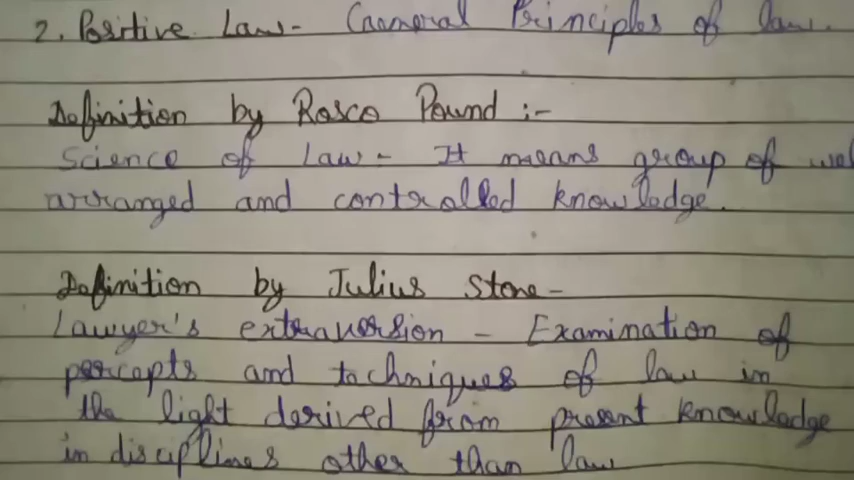 2. Positive Law- General Principles of law.
Definition by Rosco Pound :-
Science of Law - It means group of wel
arranged and controlled knowledge.
Definition by Julius Stone-
Lawyer's extraversion - Examination of
percepts and techniques of law in
the light derived from present knowledge
in disciplines other than law